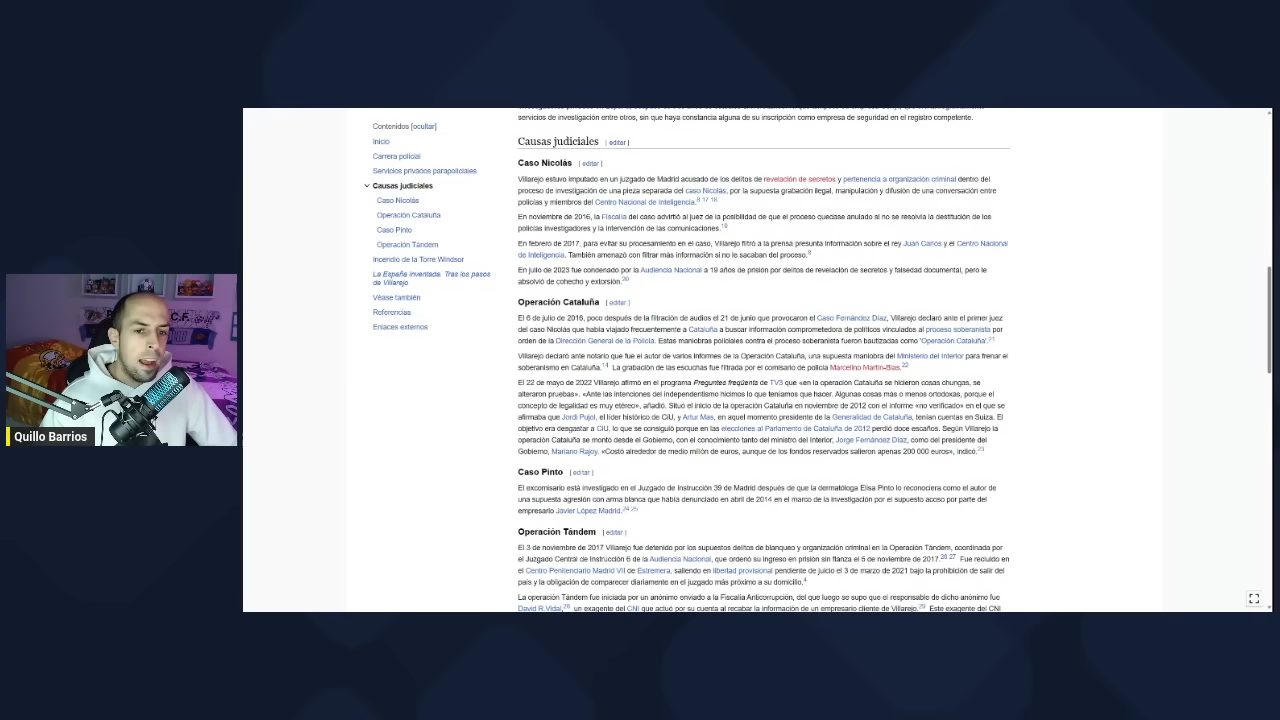 servicios de investigación entre otros, sin que haya constancia alguna de su inscripción como empresa de seguridad en el registro competente.
Contenidos [ocultar]
Inicio
Carrera policial
Servicios privados parapoliciales
Causas judiciales
Caso Nicolás
Operación Cataluña
Caso Pinto
Operación Tándem
Incendio de la Torre Windsor
La España inventada. Tras los pasos
de Villarejo
Véase también
Referencias
Enlaces externos
Causas judiciales [ editar ]
Caso Nicolás [ editar ]
Villarejo estuvo imputado en un juzgado de Madrid acusado de los delitos de revelación de secretos y pertenencia a organización criminal dentro del
proceso de investigación de una pieza separada del caso Nicolás, por la supuesta grabación ilegal, manipulación y difusión de una conversación entre
policías y miembros del Centro Nacional de Inteligencia.
En noviembre de 2016, la Fiscalía del caso advirtió al juez de la posibilidad de que el proceso quedase anulado si no se resolvía la destitución de los
policías investigadores y la intervención de las comunicaciones.
En febrero de 2017, para evitar su procesamiento en el caso, Villarejo filtró a la prensa presunta información sobre el rey Juan Carlos y el Centro Nacional
de Inteligencia. También amenazó con filtrar más información si no le sacaban del proceso.
En julio de 2023 fue condenado por la Audiencia Nacional a 19 años de prisión por delitos de revelación de secretos y falsedad documental, pero le
absolvió de cohecho y extorsión.
Operación Cataluña [ editar ]
El 6 de julio de 2016, poco después de la filtración de audios el 21 de junio que provocaron el Caso Fernández Díaz, Villarejo declaró ante el primer juez
del caso Nicolás que había viajado frecuentemente a Cataluña a buscar información comprometedora de políticos vinculados al proceso soberanista por
orden de la Dirección General de la Policía. Estas maniobras policiales contra el proceso soberanista fueron bautizadas como 'Operación Cataluña'.21
Villarejo declaró ante notario que fue el autor de varios informes de la Operación Cataluña, una supuesta maniobra del Ministerio del Interior para frenar el
soberanismo en Cataluña.14 La grabación de las escuchas fue filtrada por el comisario de policía Marcelino Martín-Blas.22
El 22 de mayo de 2022 Villarejo afirmó en el programa Preguntes freqüents de TV3 que «en la operación Cataluña se hicieron cosas chungas, se
alteraron pruebas». «Ante las intenciones del independentismo hicimos lo que teníamos que hacer. Algunas cosas más o menos ortodoxas, porque el
concepto de legalidad es muy etéreo», añadió. Situó el inicio de la operación Cataluña en noviembre de 2012 con el informe «no verificado» en el que se
afirmaba que Jordi Pujol, el líder histórico de CiU, y Artur Mas, en aquel momento presidente de la Generalidad de Cataluña, tenían cuentas en Suiza. El
objetivo era desgastar a CiU, lo que se consiguió porque en las elecciones al Parlamento de Cataluña de 2012 perdió doce escaños. Según Villarejo la
operación Cataluña se montó desde el Gobierno, con el conocimiento tanto del ministro del Interior, Jorge Fernández Díaz, como del presidente del
Gobierno, Mariano Rajoy. «Costó alrededor de medio millón de euros, aunque de los fondos reservados salieron apenas 200 000 euros», indicó.23
Caso Pinto [ editar ]
El excomisario está investigado en el Juzgado de Instrucción 39 de Madrid después de que la dermatóloga Elisa Pinto lo reconociera como el autor de
una supuesta agresión con arma blanca que había denunciado en abril de 2014 en el marco de la investigación por el supuesto acoso por parte del
empresario Javier López Madrid.24 25
Operación Tándem [ editar ]
El 3 de noviembre de 2017 Villarejo fue detenido por los supuestos delitos de blanqueo y organización criminal en la Operación Tándem, coordinada por
el Juzgado Central de Instrucción 6 de la Audiencia Nacional, que ordenó su ingreso en prisión sin fianza el 5 de noviembre de 2017.26 27 Fue recluido en
el Centro Penitenciario Madrid VII de Estremera, saliendo en libertad provisional pendiente de juicio el 3 de marzo de 2021 bajo la prohibición de salir del
país y la obligación de comparecer diariamente en el juzgado más próximo a su domicilio.4
La operación Tándem fue iniciada por un anónimo enviado a la Fiscalía Anticorrupción, del que luego se supo que el responsable de dicho anónimo fue
David R.Vidal,28 un exagente del CNI que actuó por su cuenta al recabar la información de un empresario cliente de Villarejo.29 Este exagente del CNI
Quillo Barrios